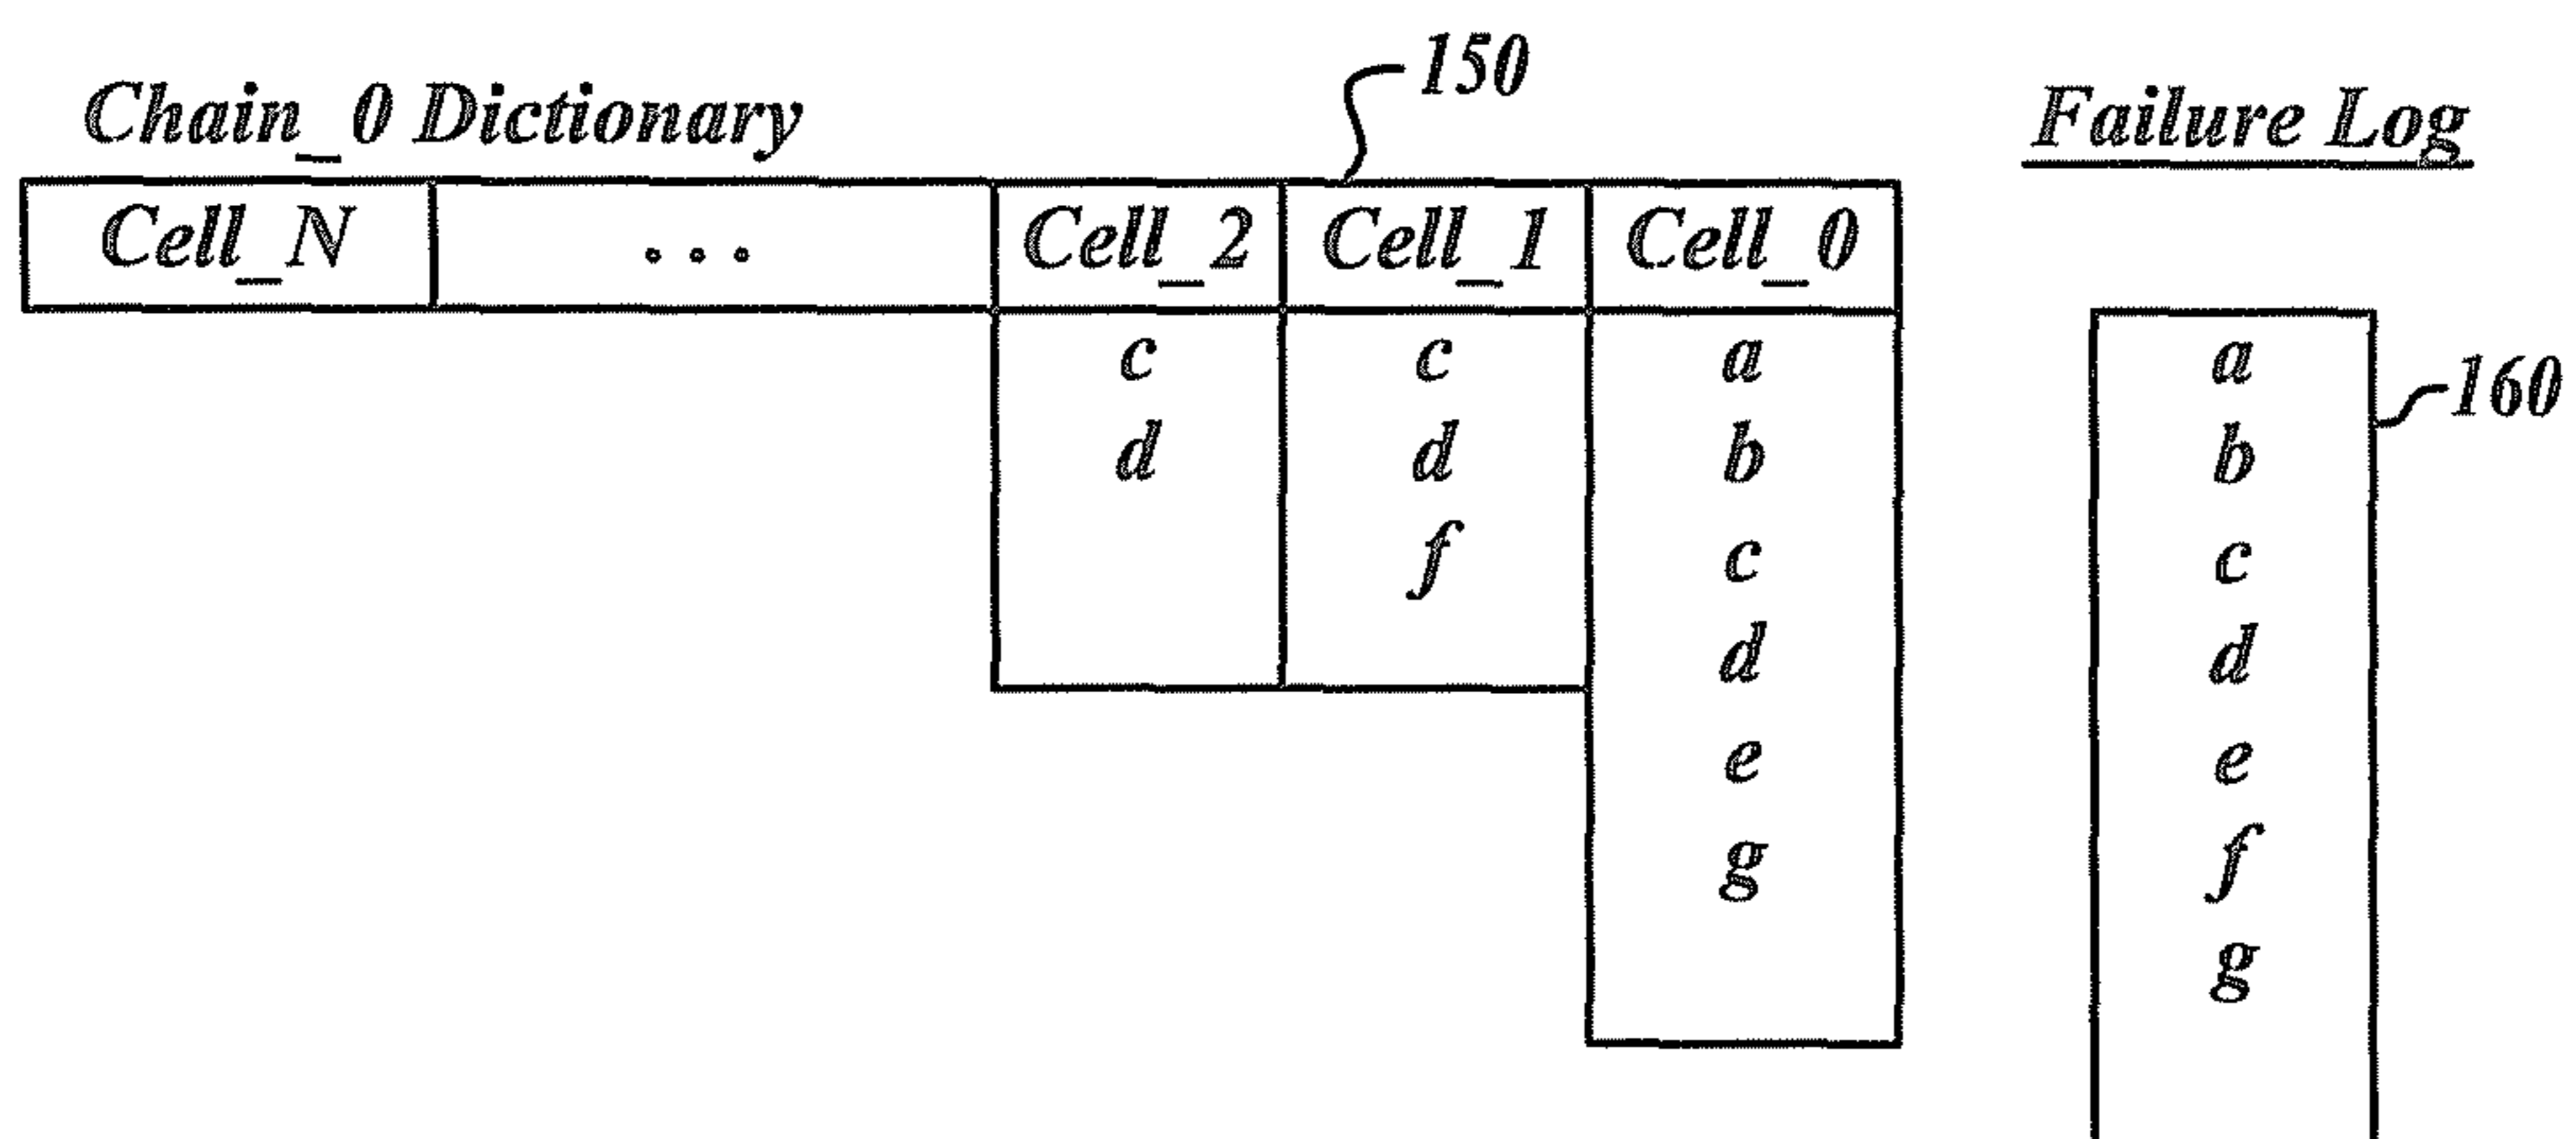 150
Chain_0 Dictionary Failure Log
Cell_N ... Cell_2 Cell_1 Cell_0
c c a a
160
d d b b
f c c
d d
e e
g f
g